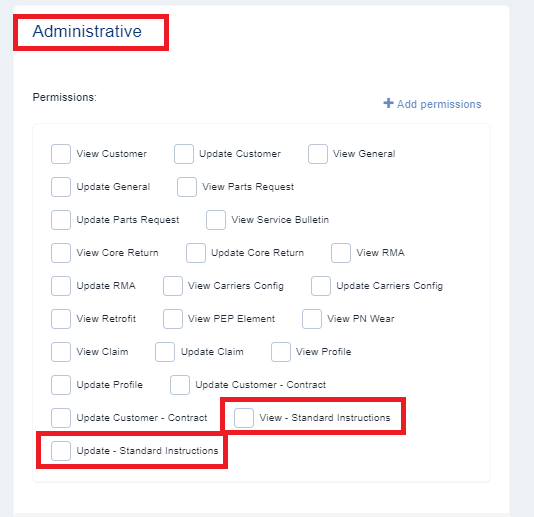 Administrative
Permissions:
+ Add permissions
View Customer Update Customer View General
Update General View Parts Request
Update Parts Request View Service Bulletin
View Core Return Update Core Return View RMA
Update RMA View Carriers Config Update Carriers Config
View Retrofit View PEP Element View PN Wear
View Claim Update Claim View Profile
Update Profile Update Customer - Contract
Update Customer - Contract View - Standard Instructions
Update - Standard Instructions